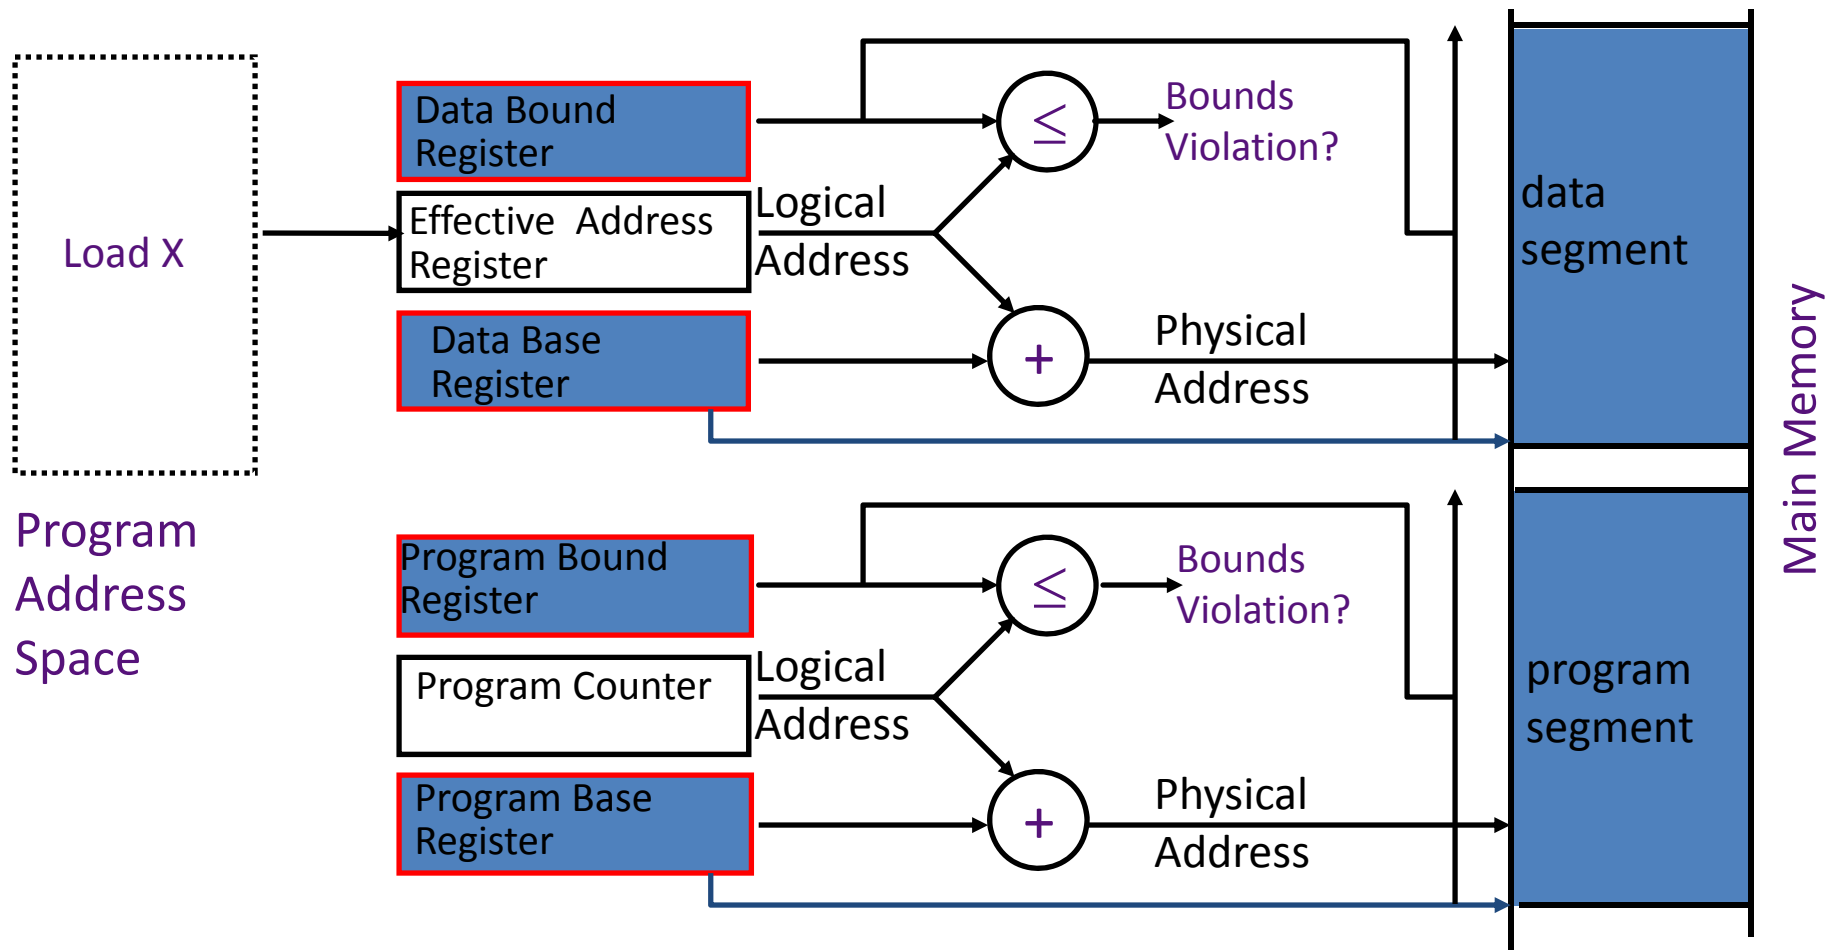 Load X
Program
Address
Space
Data Bound
Register
Effective Address
Register
Data Base
Register
Logical
Address
≤
Bounds
Violation?
+
Physical
Address
data
segment
Program Bound
Register
Program Counter
Program Base
Register
Logical
Address
≤
Bounds
Violation?
+
Physical
Address
program
segment
Main Memory